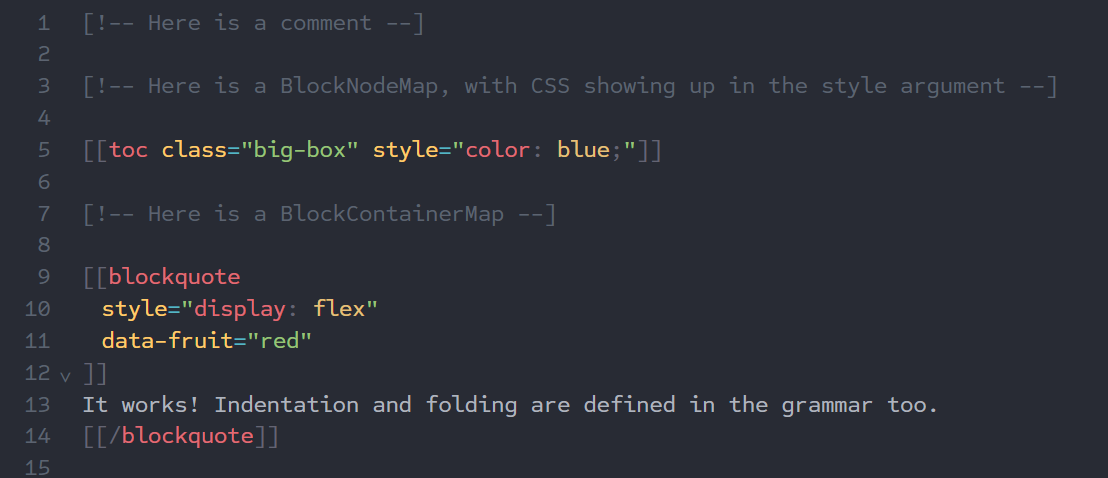 1 [!-- Here is a comment --]
2
3 [!-- Here is a BlockNodeMap, with CSS showing up in the style argument --]
4
5 [[toc class="big-box" style="color: blue;"]]
6
7 [!-- Here is a BlockContainerMap --]
8
9 [[blockquote
10 style="display: flex"
11 data-fruit="red"
12 ]]
13 It works! Indentation and folding are defined in the grammar too.
14 [[/blockquote]]
15